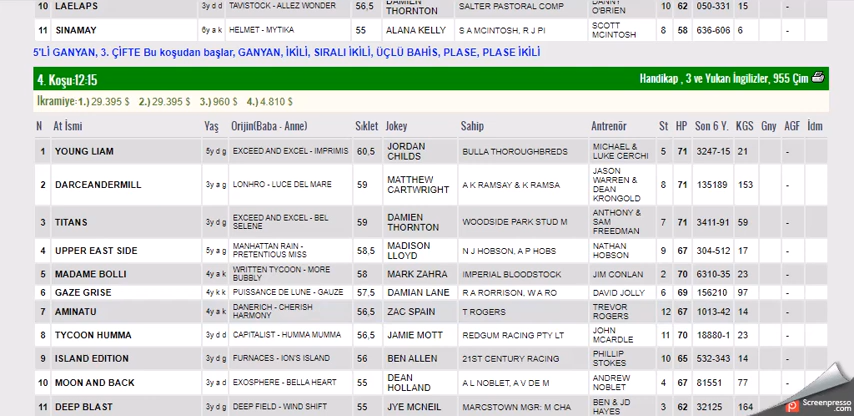 10 LAELAPS 3y d d TAVISTOCK - ALLEZ WONDER 56,5 DAMIEN THORNTON SALTER PASTORAL COMP DANNY O'BRIEN 10 62 050-331 15 -
11 SINAMAY 6y a k HELMET - MYTIKA 55 ALANA KELLY S A MCINTOSH, R J PI SCOTT MCINTOSH 8 58 636-606 6 -
5'Lİ GANYAN, 3. ÇİFTE Bu koşudan başlar, GANYAN, İKİLİ, SIRALI İKİLİ, ÜÇLÜ BAHİS, PLASE, PLASE İKİLİ
4. Koşu:12:15 Handikap , 3 ve Yukarı İngilizler, 955 Çim
İkramiye: 1.) 29.395 $ 2.) 29.395 $ 3.) 960 $ 4.) 4.810 $
N At İsmi Yaş Orijin(Baba - Anne) Sıklet Jokey Sahip Antrenör St HP Son 6 Y. KGS Gny AGF İdm
1 YOUNG LIAM 5y d g EXCEED AND EXCEL - IMPRIMIS 60,5 JORDAN CHILDS BULLA THOROUGHBREDS MICHAEL & LUKE CERCHI 5 71 3247-15 21 -
2 DARCEANDERMILL 3y a g LONHRO - LUCE DEL MARE 59 MATTHEW CARTWRIGHT A K RAMSAY & K RAMSA JASON WARREN & DEAN KRONGOLD 8 71 135189 153 -
3 TITANS 3y d g EXCEED AND EXCEL - BEL SELENE 59 DAMIEN THORNTON WOODSIDE PARK STUD M ANTHONY & SAM FREEDMAN 7 71 3411-91 59 -
4 UPPER EAST SIDE 5y a g MANHATTAN RAIN - PRETENTIOUS MISS 58,5 MADISON LLOYD N J HOBSON, A P HOBS NATHAN HOBSON 9 67 304-512 17 -
5 MADAME BOLLI 4y a k WRITTEN TYCOON - MORE BUBBLY 58 MARK ZAHRA IMPERIAL BLOODSTOCK JIM CONLAN 2 70 6310-35 23 -
6 GAZE GRISE 4y k k PUISSANCE DE LUNE - GAUZE 57,5 DAMIAN LANE R A RORRISON, W A RO DAVID JOLLY 6 69 156210 97 -
7 AMINATU 4y a k DANERICH - CHERISH HARMONY 56,5 ZAC SPAIN T ROGERS TREVOR ROGERS 12 67 1013-42 14 -
8 TYCOON HUMMA 3y d d CAPITALIST - HUMMA MUMMA 56,5 JAMIE MOTT REDGUM RACING PTY LT JOHN MCARDLE 11 70 18880-1 23 -
9 ISLAND EDITION 3y d g FURNACES - ION'S ISLAND 56 BEN ALLEN 21ST CENTURY RACING PHILLIP STOKES 10 65 532-343 14 -
10 MOON AND BACK 3y a d EXOSPHERE - BELLA HEART 55 DEAN HOLLAND A L NOBLET, A V DE M ANDREW NOBLET 4 67 81551 77 -
11 DEEP BLAST 3y a g DEEP FIELD - WIND SHIFT 55 JYE MCNEIL MARCSTOWN MGR: M CHA BEN & JD HAYES 3 62 32125 164 -
Screenpresso.com